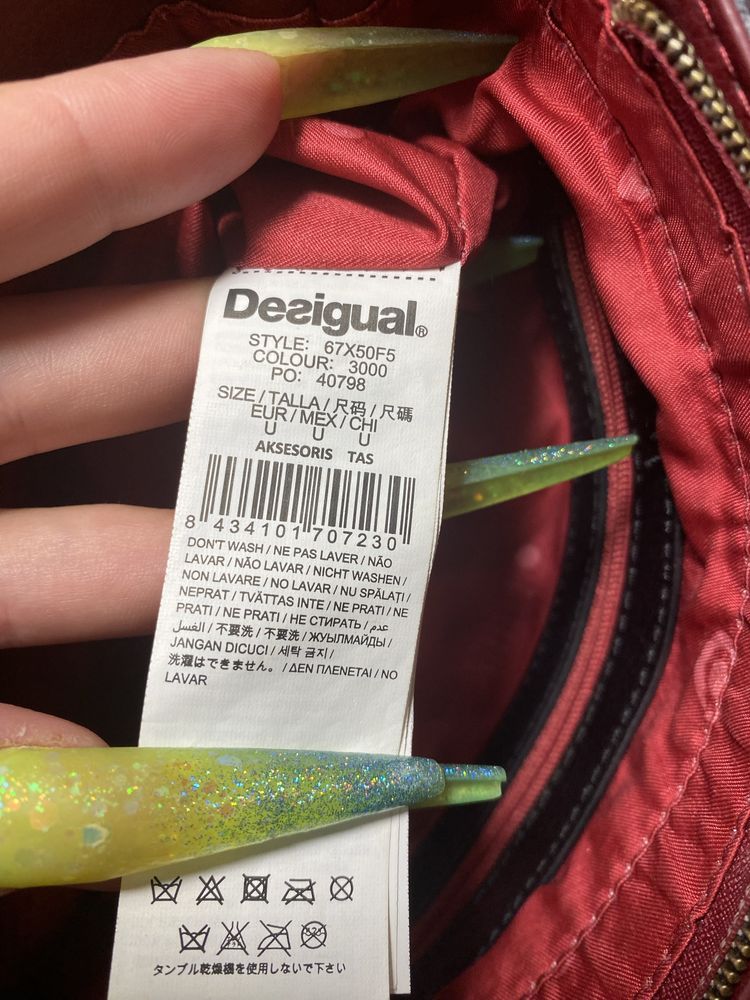 Desigual®
STYLE: 67X50F5
COLOUR: 3000
PO: 40798
SIZE / TALLA / 尺码 / 尺碼
EUR / MEX / CHI
U U U
AKSESORIS TAS
8 434101 707230
DON'T WASH / NE PAS LAVER / NÃO
LAVAR / NÃO LAVAR / NICHT WASHEN /
NON LAVARE / NO LAVAR / NU SPĂLAȚI /
NEPRAT / TVÄTTAS INTE / NE PRATI / NE
PRATI / NE PRATI / НЕ СТИРАТЬ / عدم
الغسل / 不要洗 / 不要洗 / ЖУЫЛМАЙДЫ /
JANGAN DICUCI / 세탁 금지 /
洗濯はできません。 / ΔΕΝ ΠΛΕΝΕΤΑΙ / NO
LAVAR
タンブル乾燥機を使用しないで下さい